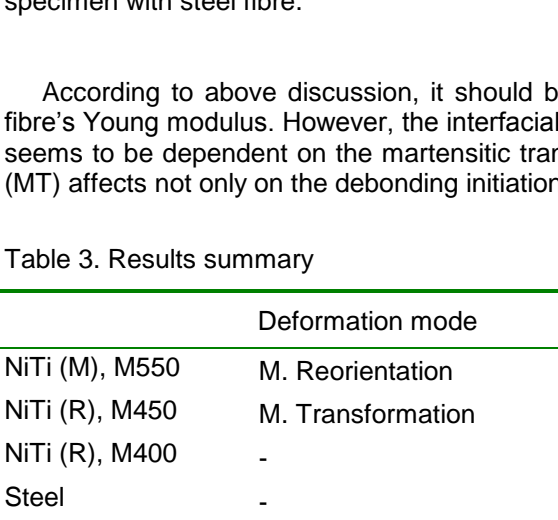 specimen with steel fibre.
According to above discussion, it should b
fibre's Young modulus. However, the interfacial
seems to be dependent on the martensitic tran
(MT) affects not only on the debonding initiation
Table 3. Results summary
Deformation mode
NiTi (M), M550 M. Reorientation
NiTi (R), M450 M. Transformation
NiTi (R), M400 -
Steel -